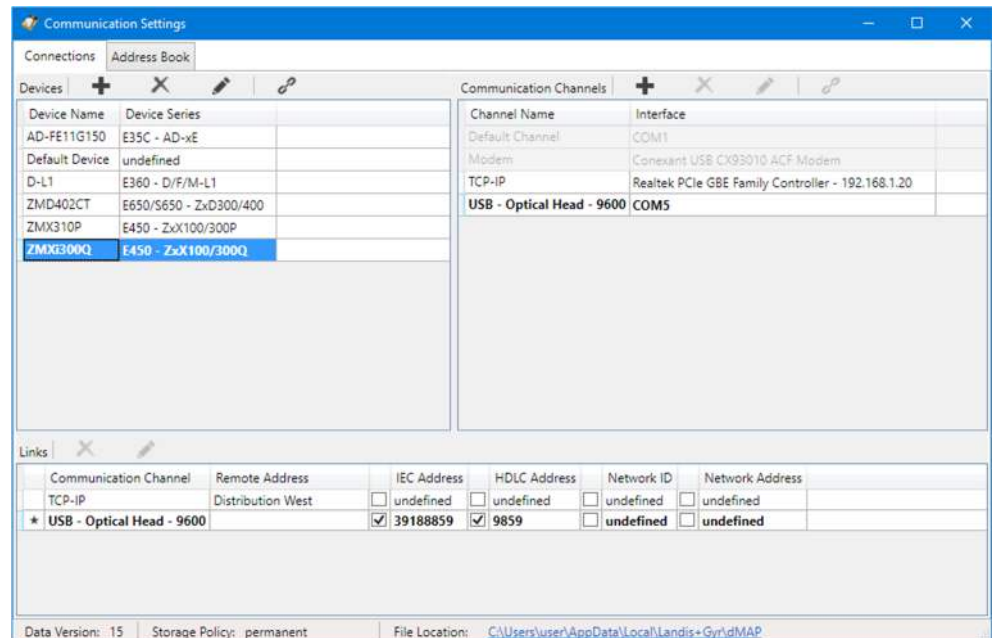 Communication Settings
Connections Address Book
Devices
Device Name Device Series
AD-FE11G150 E35C - AD-xE
Default Device undefined
D-L1 E360 - D/F/M-L1
ZMD402CT E650/S650 - ZxD300/400
ZMX310P E450 - ZxX100/300P
ZMXi300Q E450 - ZxX100/300Q
Communication Channels
Channel Name Interface
Default Channel COM1
Modem Conexant USB CX93010 ACF Modem
TCP-IP Realtek PCIe GBE Family Controller - 192.168.1.20
USB - Optical Head - 9600 COM5
Links
Communication Channel Remote Address IEC Address HDLC Address Network ID Network Address
TCP-IP Distribution West undefined undefined undefined undefined
★ USB - Optical Head - 9600 39188859 9859 undefined undefined
Data Version: 15 Storage Policy: permanent File Location: C:\Users\user\AppData\Local\Landis+Gyr\dMAP